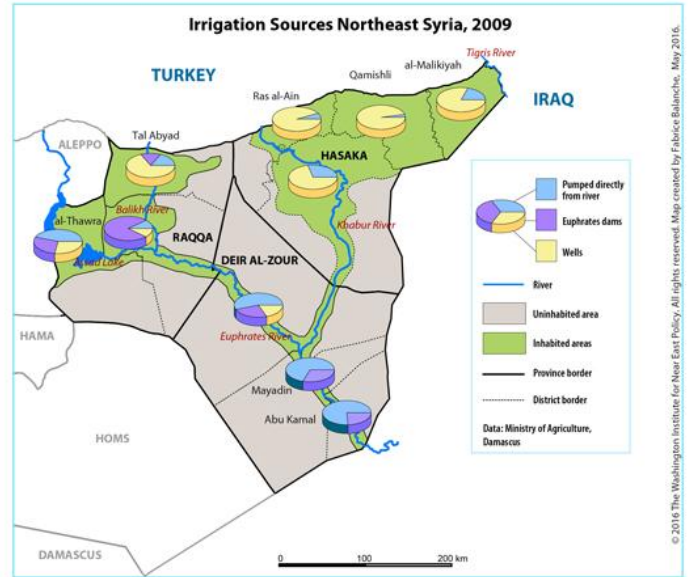 Irrigation Sources Northeast Syria, 2009
Tigris River
al-Malikiyah
TURKEY
Qamishli
Ras al-Ain
IRAQ
ALEPPO
Tal Abyad
HASAKA
Balikh River
al-Thawra
RAQQA
Khabur River
Assad Lake
DEIR AL-ZOUR
Euphrates River
HAMA
Mayadin
Abu Kamal
HOMS
DAMASCUS
0 100 200 km
Pumped directly
from river
Euphrates dams
Wells
River
Uninhabited area
Inhabited areas
Province border
District border
Data: Ministry of Agriculture,
Damascus
© 2016 The Washington Institute for Near East Policy. All rights reserved. Map created by Fabrice Balanche, May 2016.